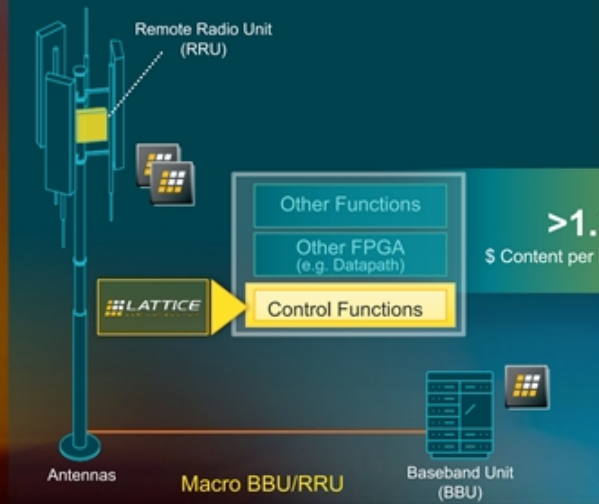 Remote Radio Unit
(RRU)
Other Functions
>1.
Other FPGA
(e.g. Datapath)
$ Content per
LATTICE
Control Functions
Antennas
Macro BBU/RRU
Baseband Unit
(BBU)